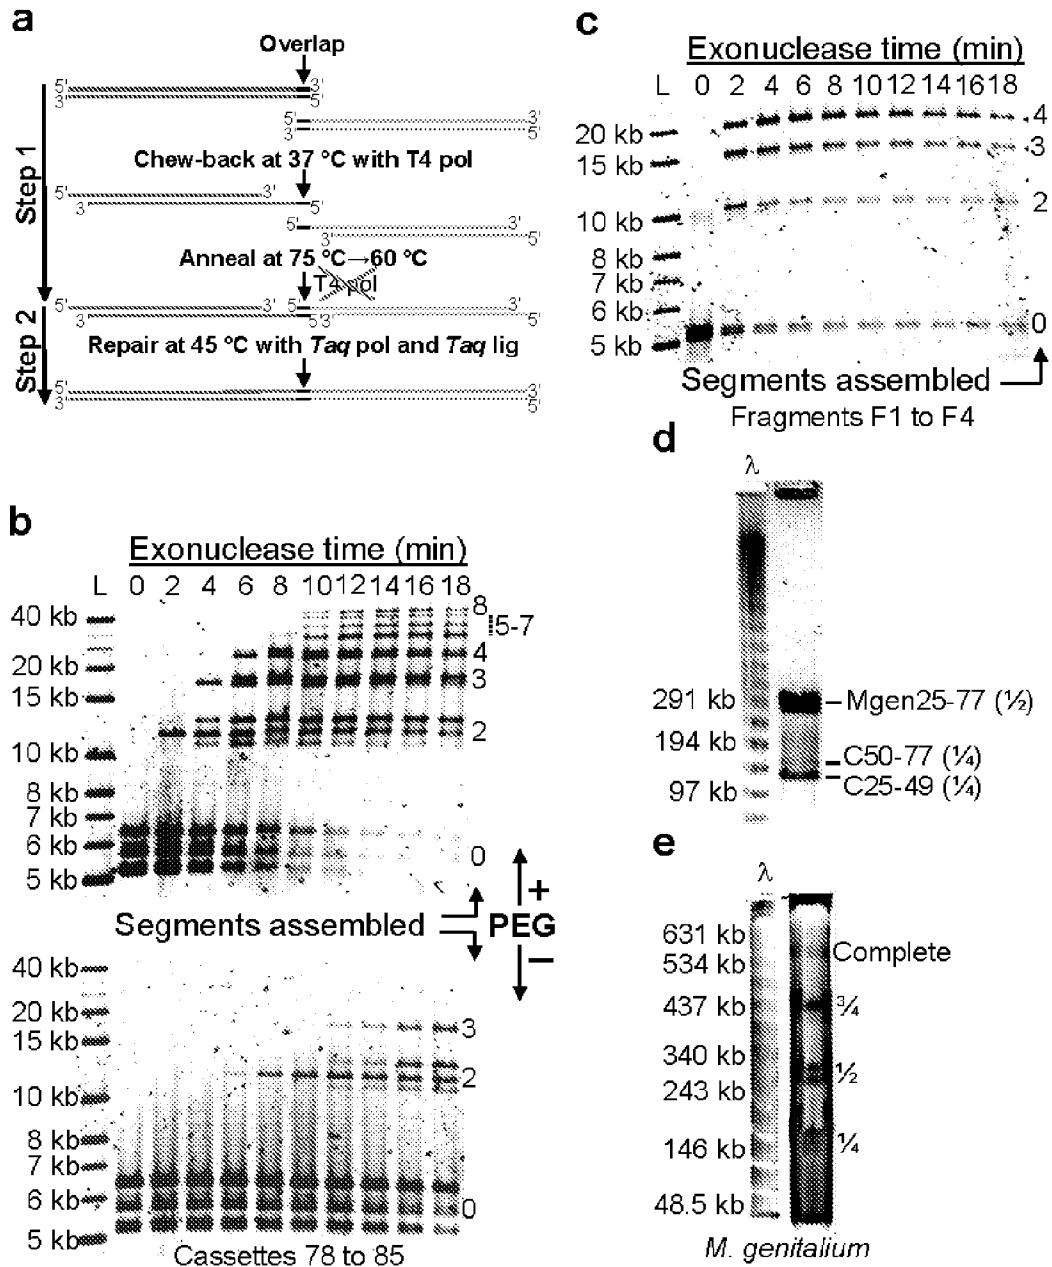 a
Overlap
5' 3'
3' 5'
5' 3'
3' 5'
Step 1
Chew-back at 37 °C with T4 pol
5' 3'
3' 5'
5' 3'
3' 5'
Anneal at 75 °C→60 °C
T4 pol
5' 3' 5' 3'
3' 5' 3' 5'
Step 2
Repair at 45 °C with Taq pol and Taq lig
5' 3'
3' 5'
b
Exonuclease time (min)
L 0 2 4 6 8 10 12 14 16 18
40 kb
20 kb
15 kb
10 kb
8 kb
7 kb
6 kb
5 kb
8
5-7
4
3
2
0
Segments assembled
+
PEG
−
40 kb
20 kb
15 kb
10 kb
8 kb
7 kb
6 kb
5 kb
3
2
0
Cassettes 78 to 85
c
Exonuclease time (min)
L 0 2 4 6 8 10 12 14 16 18
20 kb
15 kb
10 kb
8 kb
7 kb
6 kb
5 kb
4
3
2
0
Segments assembled
Fragments F1 to F4
d
λ
291 kb
194 kb
97 kb
Mgen25-77 (½)
C50-77 (¼)
C25-49 (¼)
e
λ
631 kb
534 kb
437 kb
340 kb
243 kb
146 kb
48.5 kb
Complete
¾
½
¼
M. genitalium